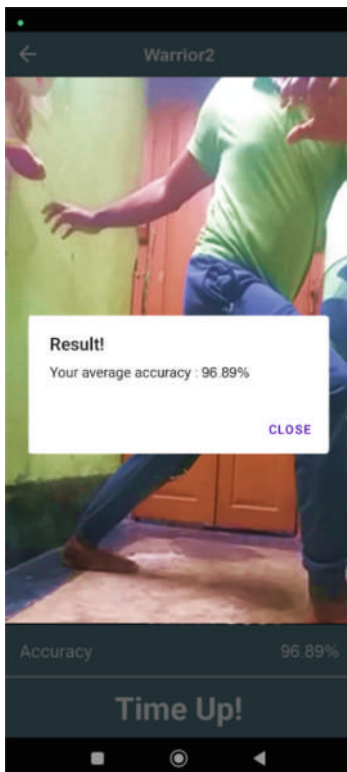 Warrior2
Result!
Your average accuracy : 96.89%
CLOSE
Accuracy 96.89%
Time Up!